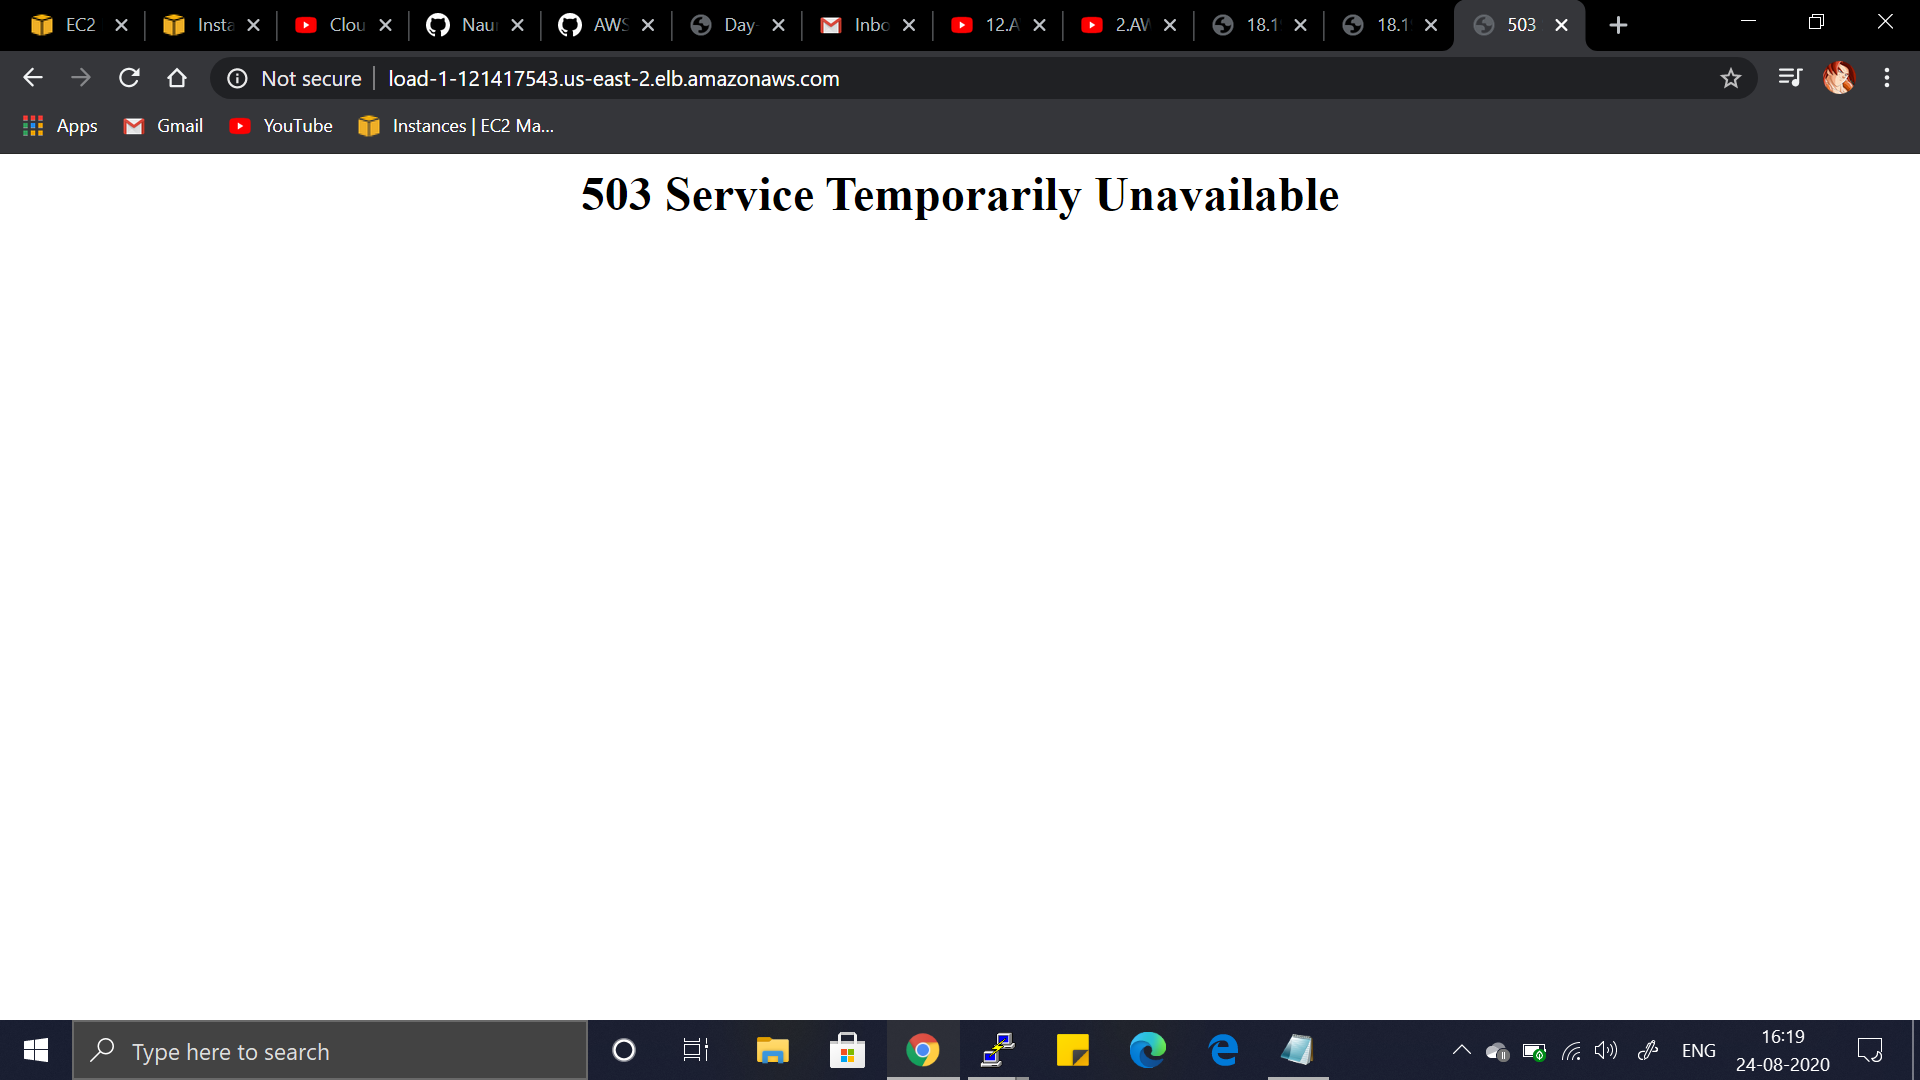 EC2
Insta
Clou
Nau
AWS
Day-
Inbo
12.A
2.AW
18.1
18.1
503
Not secure
load-1-121417543.us-east-2.elb.amazonaws.com
Apps
Gmail
YouTube
Instances | EC2 Ma...
503 Service Temporarily Unavailable
Type here to search
ENG
16:19
24-08-2020